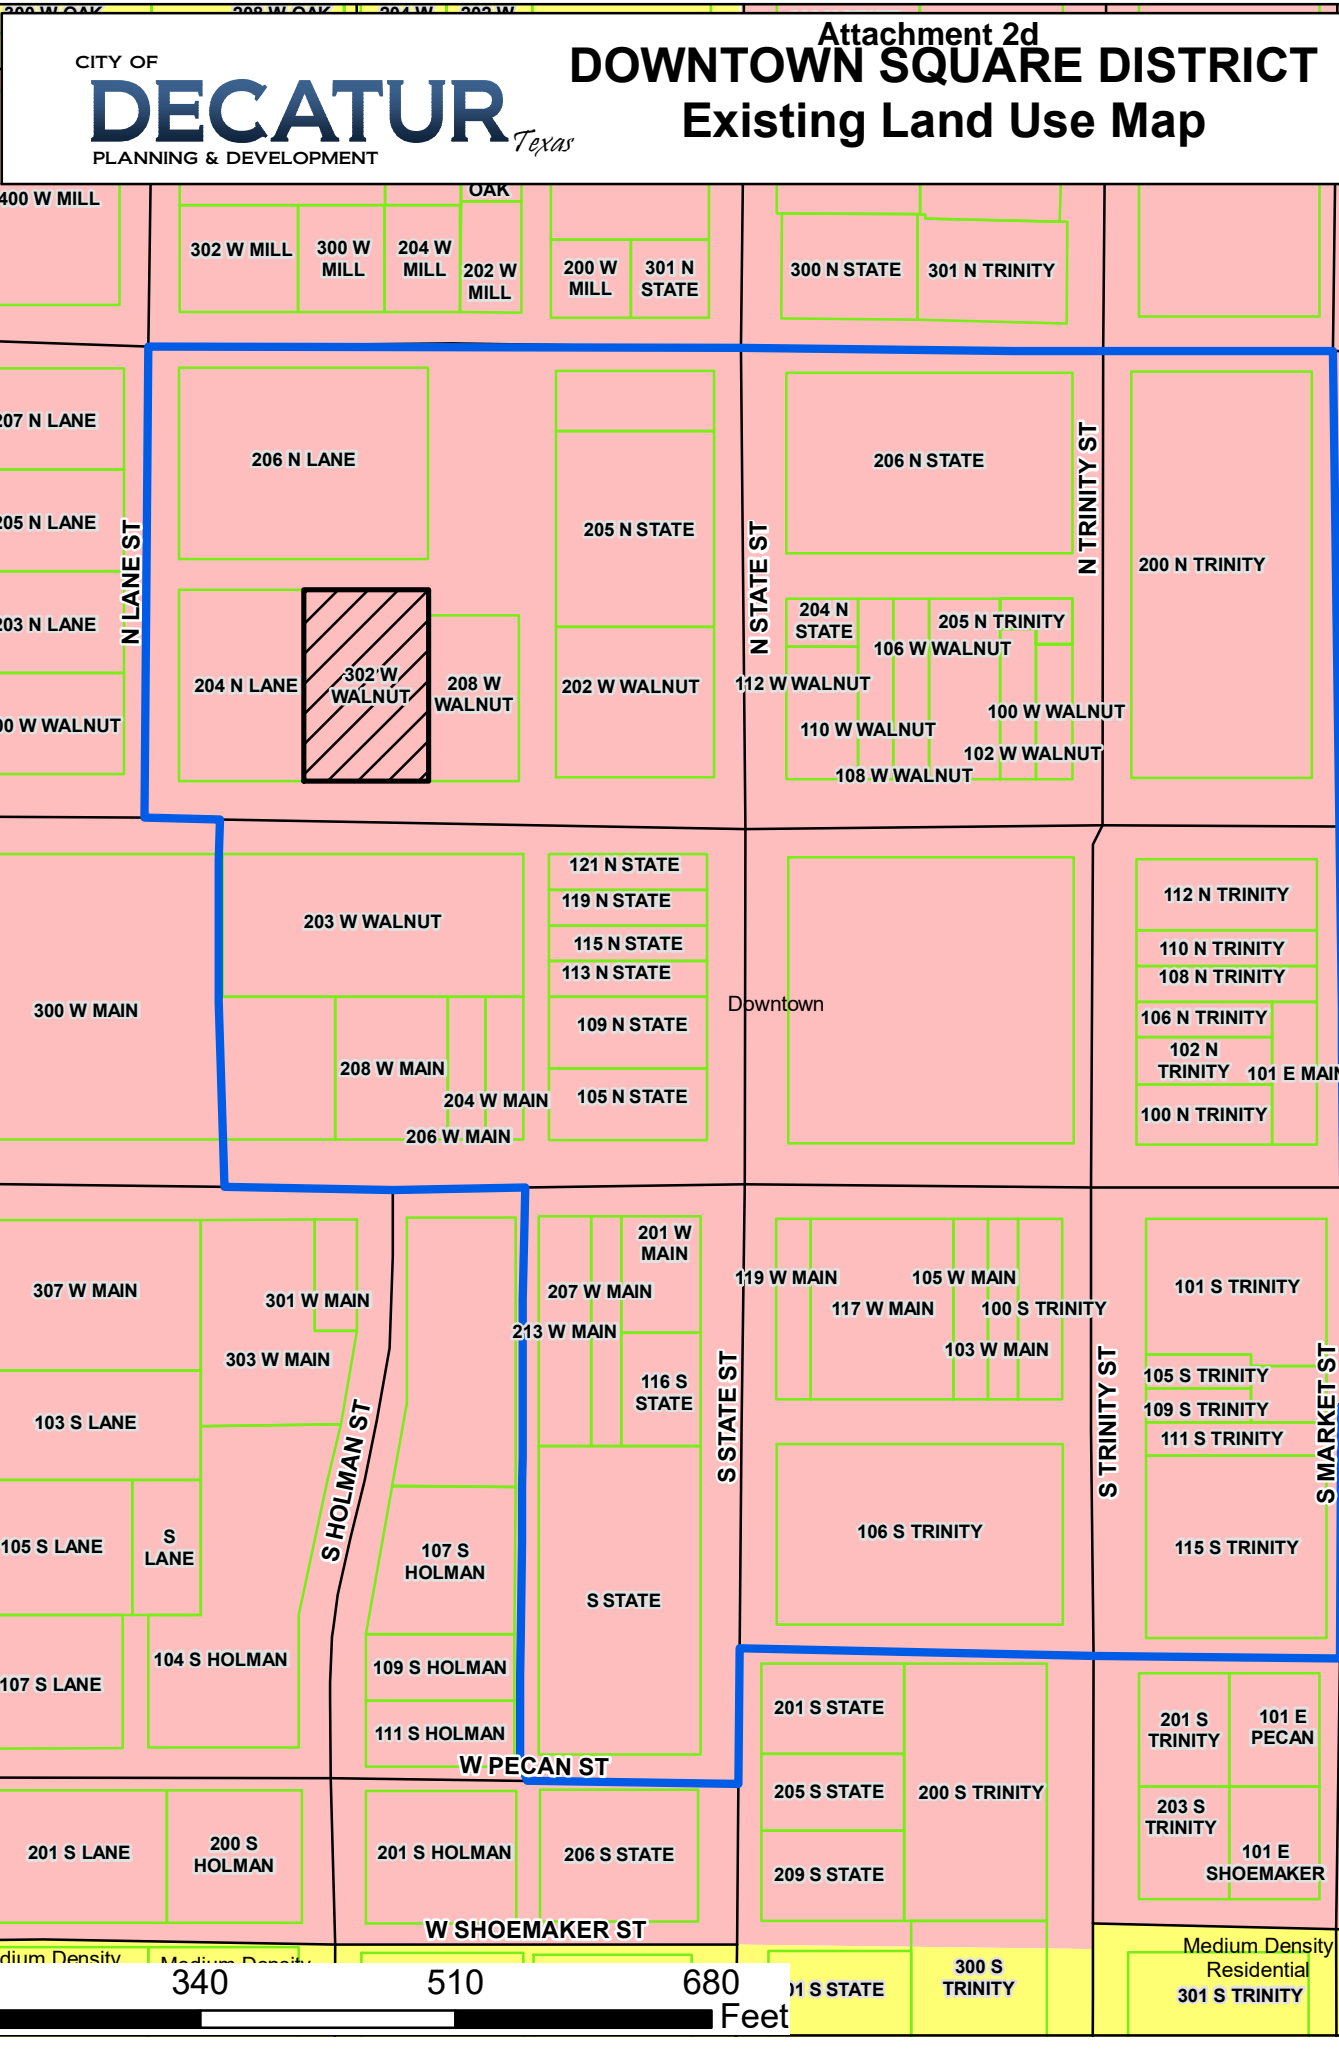 Attachment 2d
CITY OF
DECATUR
Texas
PLANNING & DEVELOPMENT
DOWNTOWN SQUARE DISTRICT
Existing Land Use Map
400 W MILL
OAK
302 W MILL
300 W
MILL
204 W
MILL
202 W
MILL
200 W
MILL
301 N
STATE
300 N STATE
301 N TRINITY
207 N LANE
205 N LANE
203 N LANE
00 W WALNUT
N LANE ST
206 N LANE
204 N LANE
302 W
WALNUT
208 W
WALNUT
205 N STATE
202 W WALNUT
N STATE ST
206 N STATE
N TRINITY ST
200 N TRINITY
204 N
STATE
205 N TRINITY
106 W WALNUT
112 W WALNUT
100 W WALNUT
110 W WALNUT
102 W WALNUT
108 W WALNUT
203 W WALNUT
300 W MAIN
208 W MAIN
204 W MAIN
206 W MAIN
121 N STATE
119 N STATE
115 N STATE
113 N STATE
109 N STATE
105 N STATE
Downtown
112 N TRINITY
110 N TRINITY
108 N TRINITY
106 N TRINITY
102 N
TRINITY
101 E MAIN
100 N TRINITY
307 W MAIN
301 W MAIN
303 W MAIN
103 S LANE
105 S LANE
S
LANE
107 S LANE
104 S HOLMAN
S HOLMAN ST
107 S
HOLMAN
109 S HOLMAN
111 S HOLMAN
201 W
MAIN
207 W MAIN
213 W MAIN
116 S
STATE
S STATE
S STATE ST
119 W MAIN
117 W MAIN
105 W MAIN
100 S TRINITY
103 W MAIN
106 S TRINITY
S TRINITY ST
101 S TRINITY
105 S TRINITY
109 S TRINITY
111 S TRINITY
115 S TRINITY
S MARKET ST
W PECAN ST
201 S STATE
205 S STATE
209 S STATE
200 S TRINITY
201 S
TRINITY
101 E
PECAN
203 S
TRINITY
101 E
SHOEMAKER
201 S LANE
200 S
HOLMAN
201 S HOLMAN
206 S STATE
W SHOEMAKER ST
01 S STATE
300 S
TRINITY
Medium Density
Residential
301 S TRINITY
340
510
680
Feet